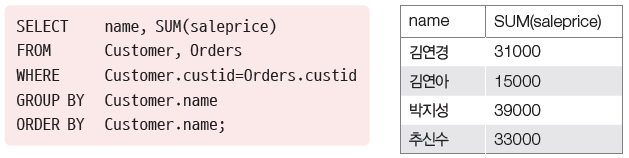 SELECT name, SUM(saleprice)
FROM Customer, Orders
WHERE Customer.custid=Orders.custid
GROUP BY Customer.name
ORDER BY Customer.name;
name SUM(saleprice)
김연경 31000
김연아 15000
박지성 39000
추신수 33000